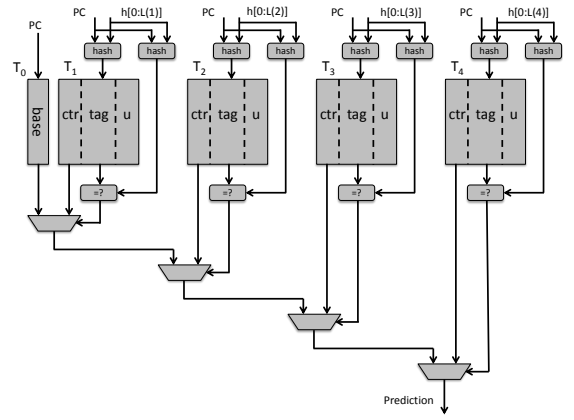 PC h[0:L(1)] PC h[0:L(2)] PC h[0:L(3)] PC h[0:L(4)]
PC
hash hash hash hash hash hash hash hash
T0 T1 T2 T3 T4
base ctr tag u ctr tag u ctr tag u ctr tag u
=? =? =? =?
Prediction